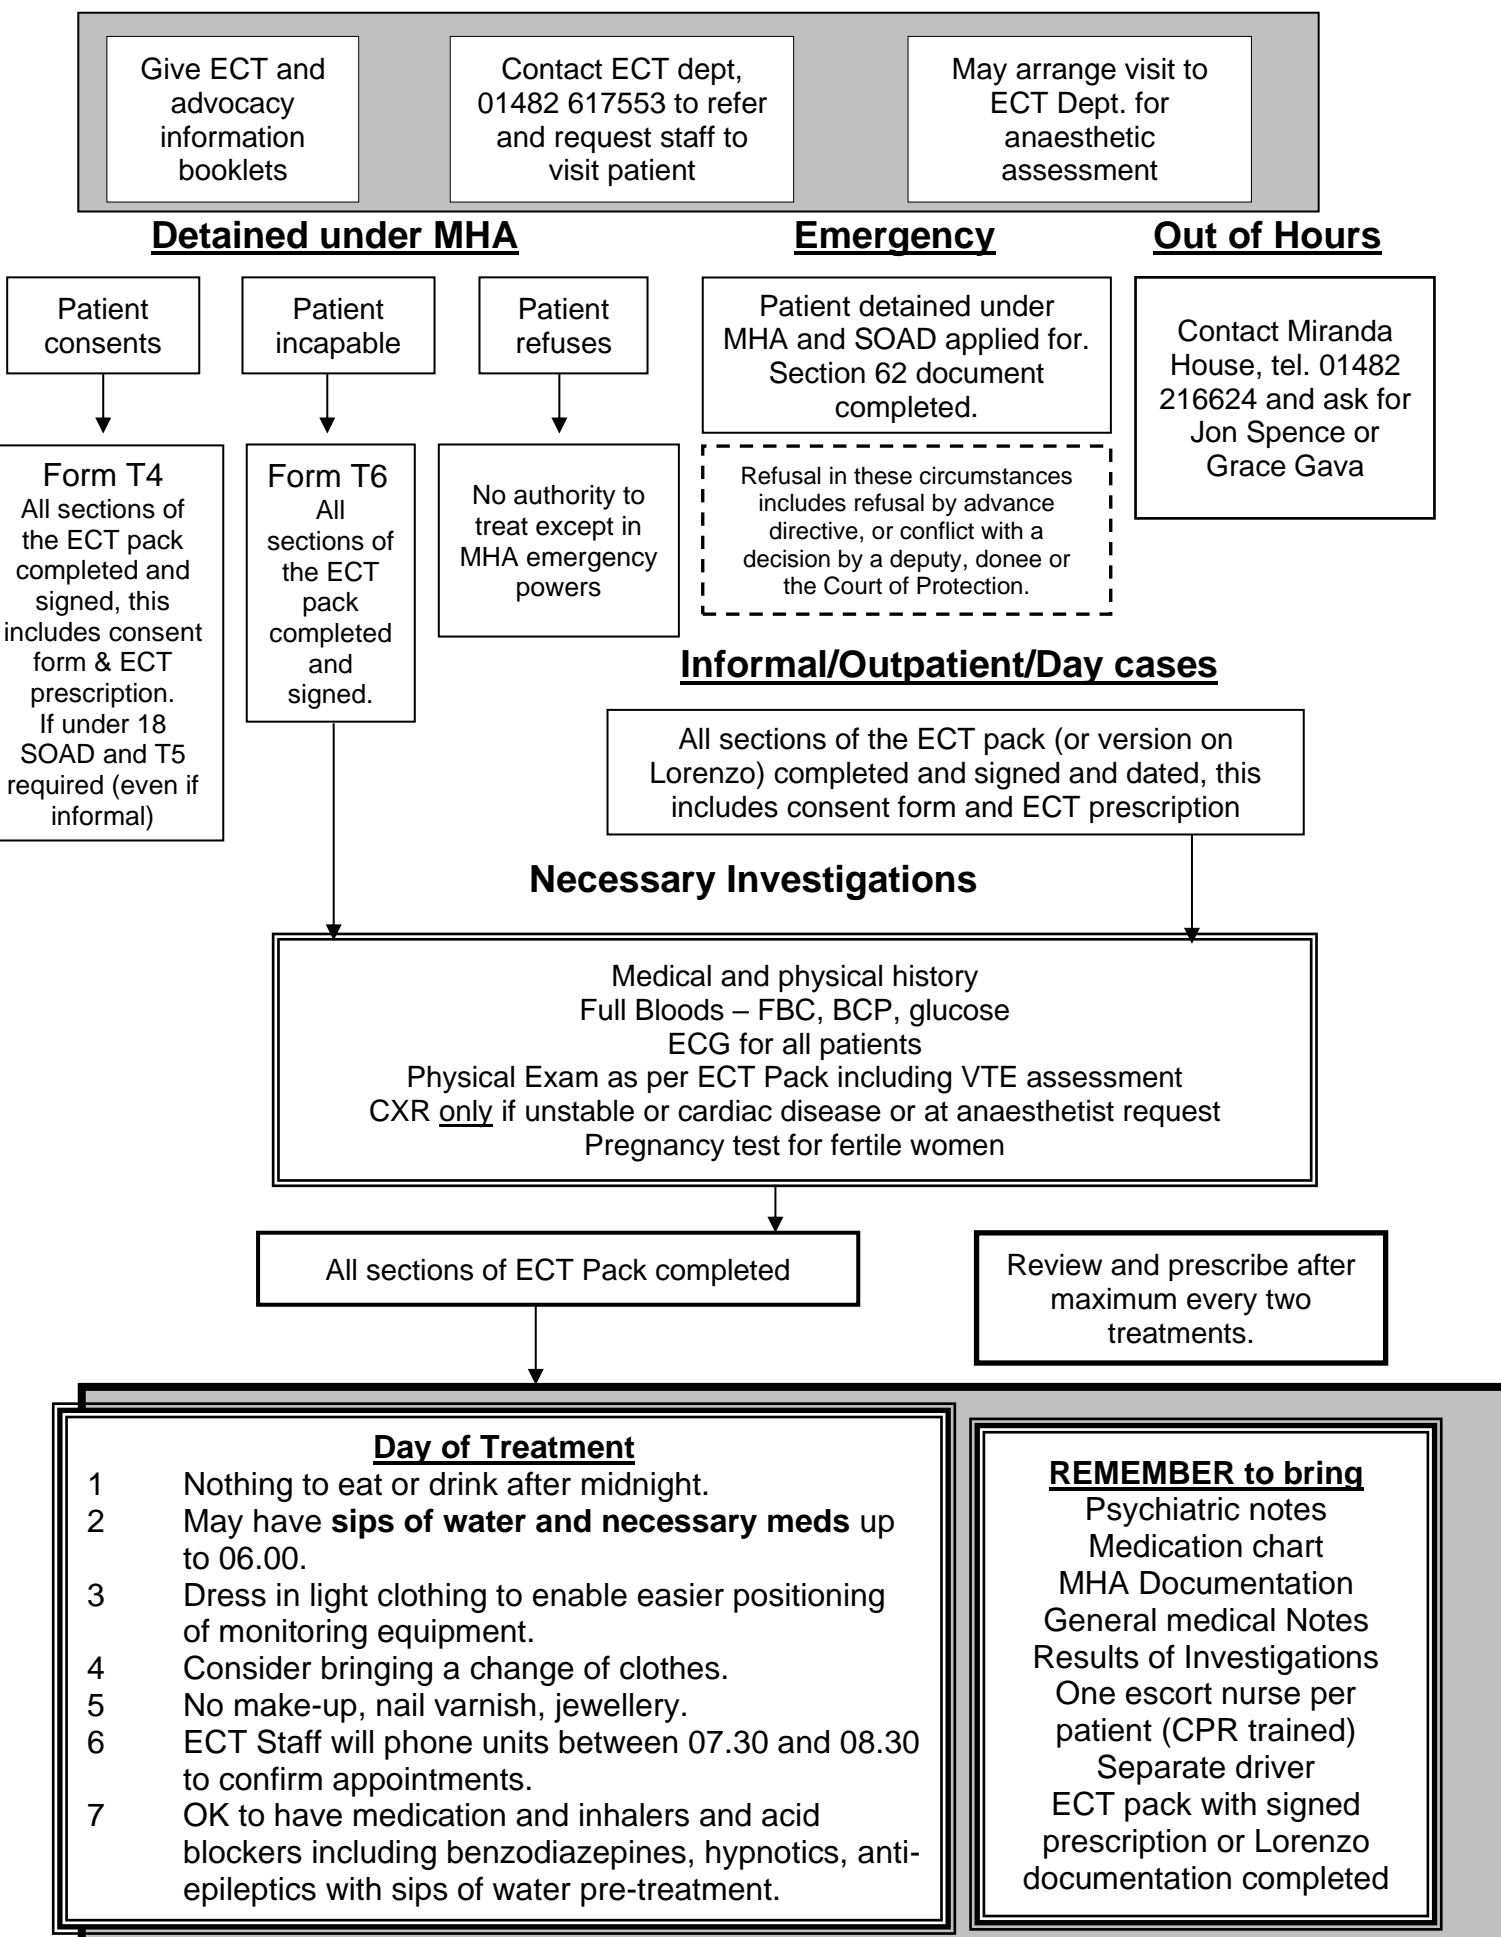 Give ECT and
advocacy
information
booklets
Contact ECT dept,
01482 617553 to refer
and request staff to
visit patient
May arrange visit to
ECT Dept. for
anaesthetic
assessment
Detained under MHA
Emergency
Out of Hours
Patient
consents
Patient
incapable
Patient
refuses
Patient detained under
MHA and SOAD applied for.
Section 62 document
completed.
Contact Miranda
House, tel. 01482
216624 and ask for
Jon Spence or
Grace Gava
Form T4
All sections of
the ECT pack
completed and
signed, this
includes consent
form & ECT
prescription.
If under 18
SOAD and T5
required (even if
informal)
Form T6
All
sections of
the ECT
pack
completed
and
signed.
No authority to
treat except in
MHA emergency
powers
Refusal in these circumstances
includes refusal by advance
directive, or conflict with a
decision by a deputy, donee or
the Court of Protection.
Informal/Outpatient/Day cases
All sections of the ECT pack (or version on
Lorenzo) completed and signed and dated, this
includes consent form and ECT prescription
Necessary Investigations
Medical and physical history
Full Bloods – FBC, BCP, glucose
ECG for all patients
Physical Exam as per ECT Pack including VTE assessment
CXR only if unstable or cardiac disease or at anaesthetist request
Pregnancy test for fertile women
All sections of ECT Pack completed
Review and prescribe after
maximum every two
treatments.
Day of Treatment
1 Nothing to eat or drink after midnight.
2 May have sips of water and necessary meds up
to 06.00.
3 Dress in light clothing to enable easier positioning
of monitoring equipment.
4 Consider bringing a change of clothes.
5 No make-up, nail varnish, jewellery.
6 ECT Staff will phone units between 07.30 and 08.30
to confirm appointments.
7 OK to have medication and inhalers and acid
blockers including benzodiazepines, hypnotics, anti-
epileptics with sips of water pre-treatment.
REMEMBER to bring
Psychiatric notes
Medication chart
MHA Documentation
General medical Notes
Results of Investigations
One escort nurse per
patient (CPR trained)
Separate driver
ECT pack with signed
prescription or Lorenzo
documentation completed